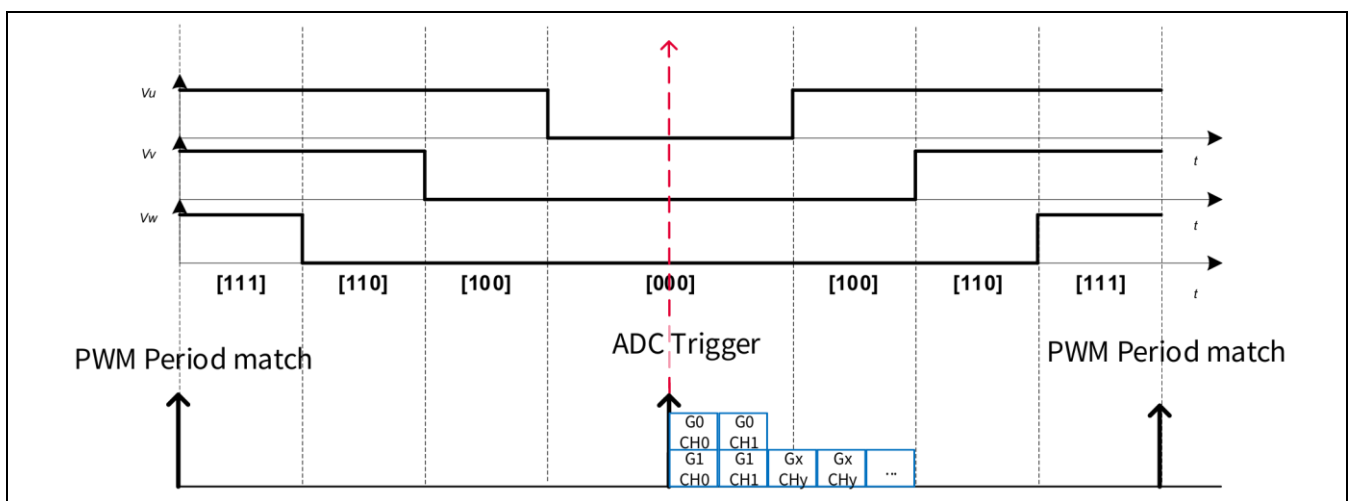 Vu
t
Vv
t
Vw
[111] [110] [100] [000] [100] [110] [111]
t
PWM Period match ADC Trigger PWM Period match
G0 G0
CH0 CH1
G1 G1 Gx Gx ...
CH0 CH1 CHy CHy